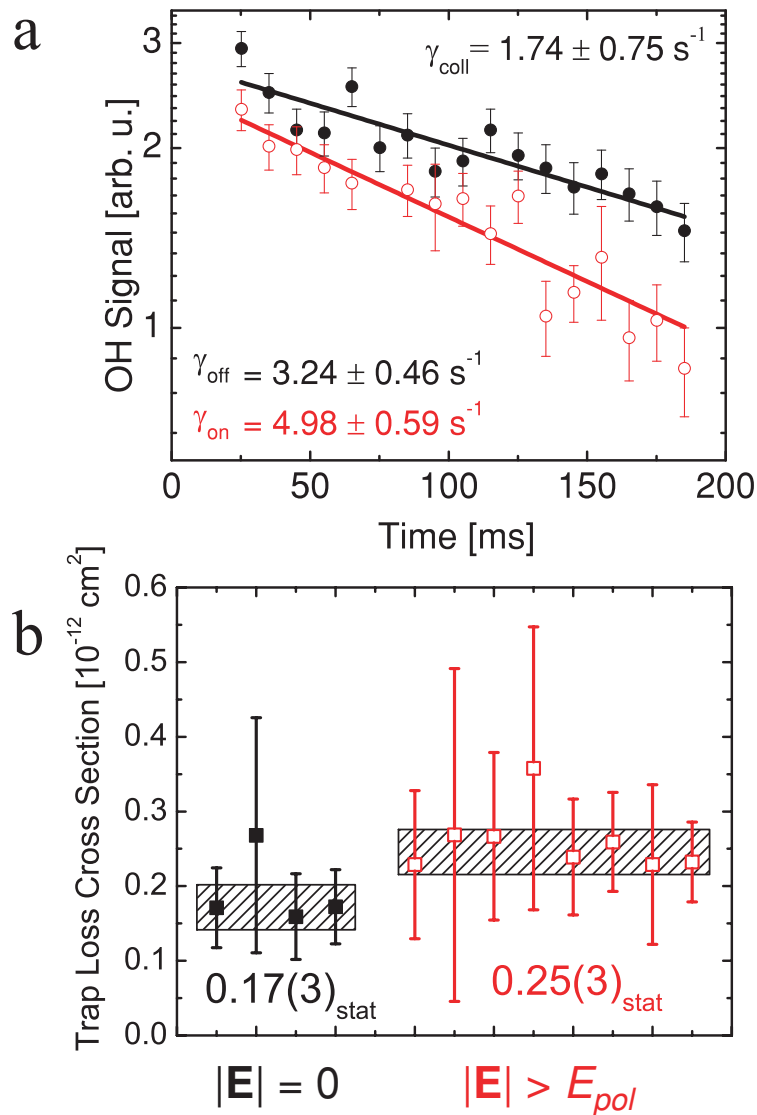 a
γcoll = 1.74 ± 0.75 s⁻¹
3
2
1
OH Signal [arb. u.]
γoff = 3.24 ± 0.46 s⁻¹
γon = 4.98 ± 0.59 s⁻¹
0 50 100 150 200
Time [ms]
b
Trap Loss Cross Section [10⁻¹² cm²]
0.6
0.5
0.4
0.3
0.2
0.1
0.0
0.17(3)stat
0.25(3)stat
|E| = 0
|E| > Epol